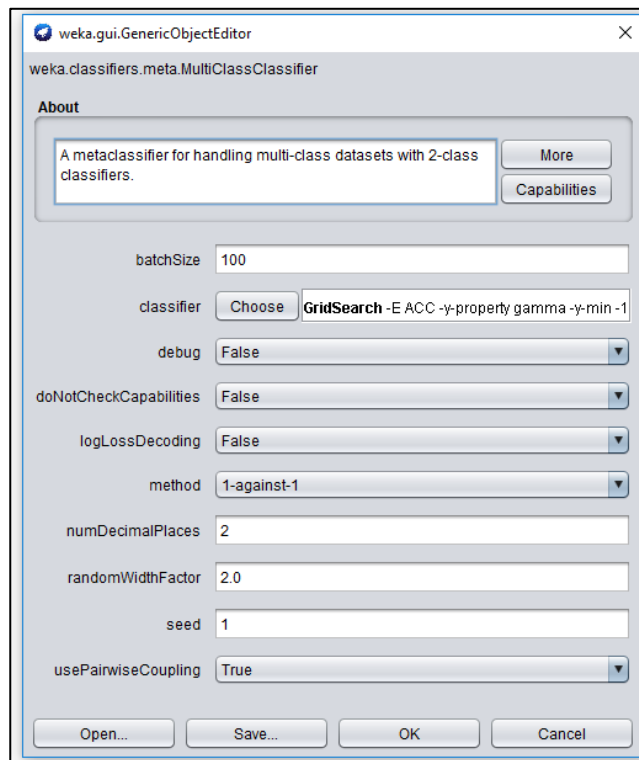 weka.gui.GenericObjectEditor
weka.classifiers.meta.MultiClassClassifier
About
A metaclassifier for handling multi-class datasets with 2-class
classifiers.
More
Capabilities
batchSize 100
classifier Choose GridSearch -E ACC -y-property gamma -y-min -1
debug False
doNotCheckCapabilities False
logLossDecoding False
method 1-against-1
numDecimalPlaces 2
randomWidthFactor 2.0
seed 1
usePairwiseCoupling True
Open... Save... OK Cancel